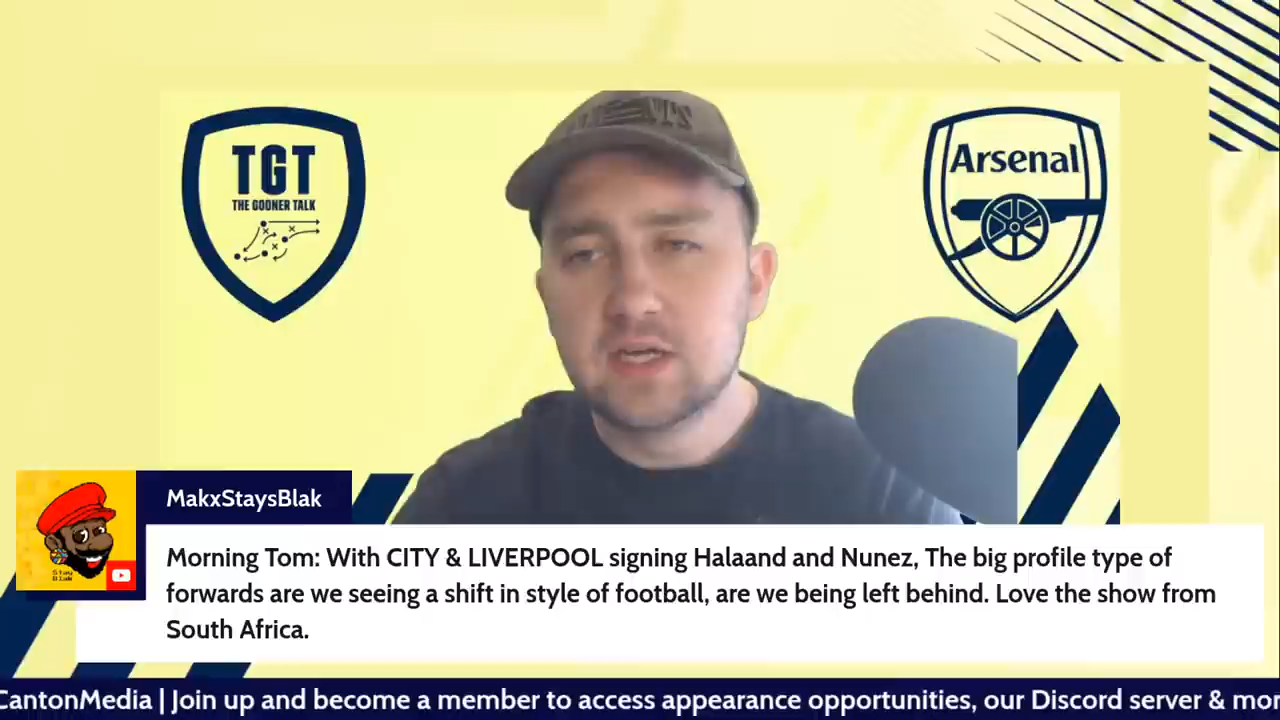 TGT
THE GOONER TALK
Arsenal
MakxStaysBlak
Morning Tom: With CITY & LIVERPOOL signing Halaand and Nunez, The big profile type of
forwards are we seeing a shift in style of football, are we being left behind. Love the show from
South Africa.
CantonMedia | Join up and become a member to access appearance opportunities, our Discord server & mor